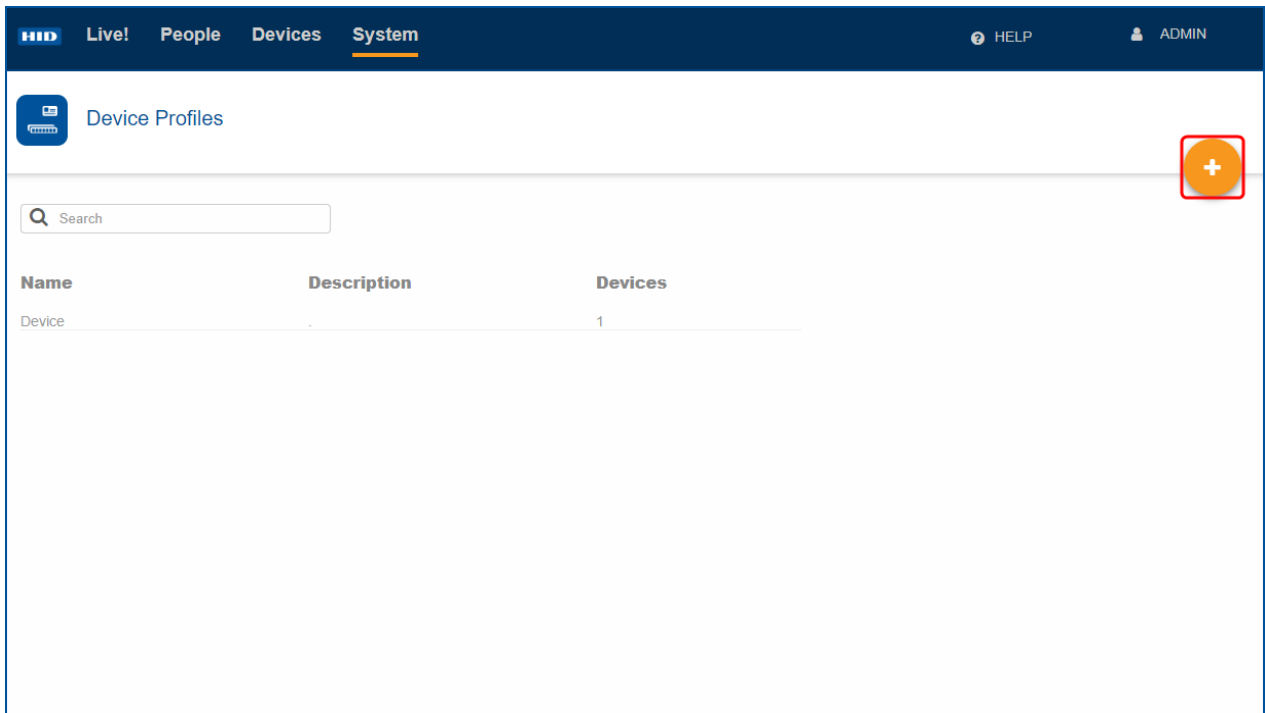 HID Live! People Devices System HELP ADMIN
Device Profiles
Search
Name Description Devices
Device . 1